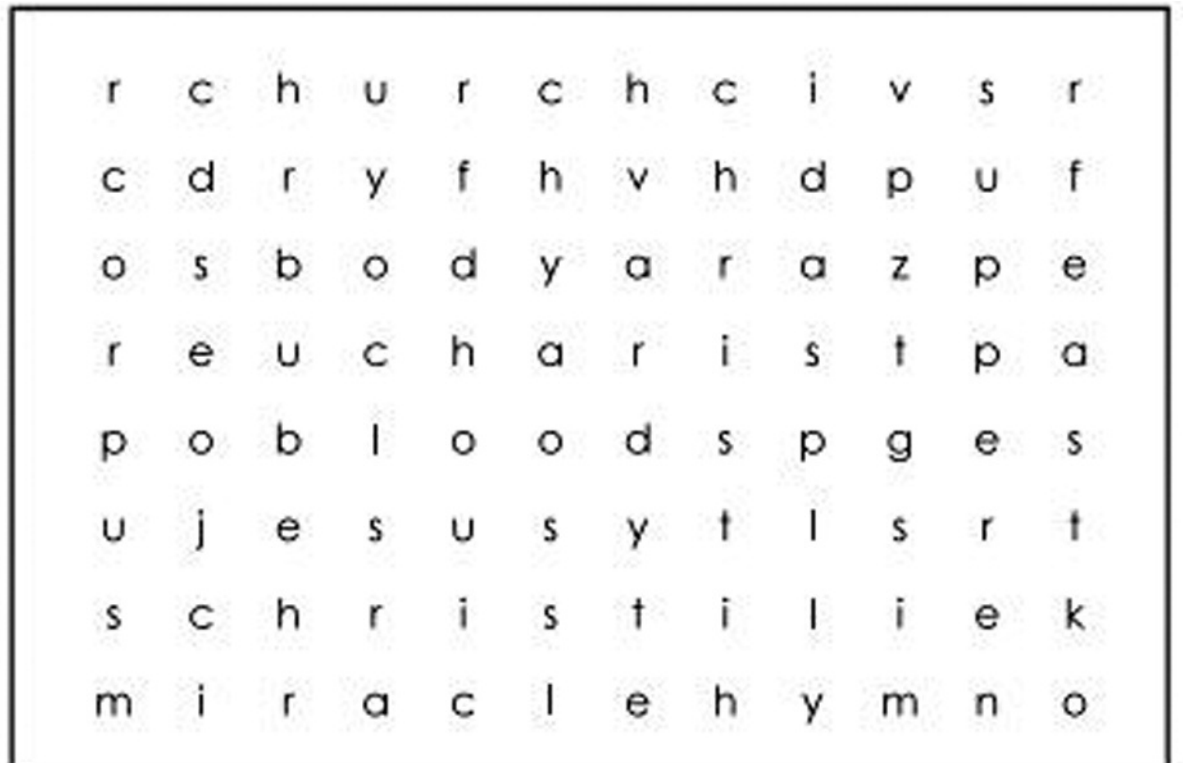 r c h u r c h c i v s r
c d r y f h v h d p u f
o s b o d y a r a z p e
r e u c h a r i s t p a
p o b l o o d s p g e s
u j e s u s y t l s r t
s c h r i s t i l i e k
m i r a c l e h y m n o